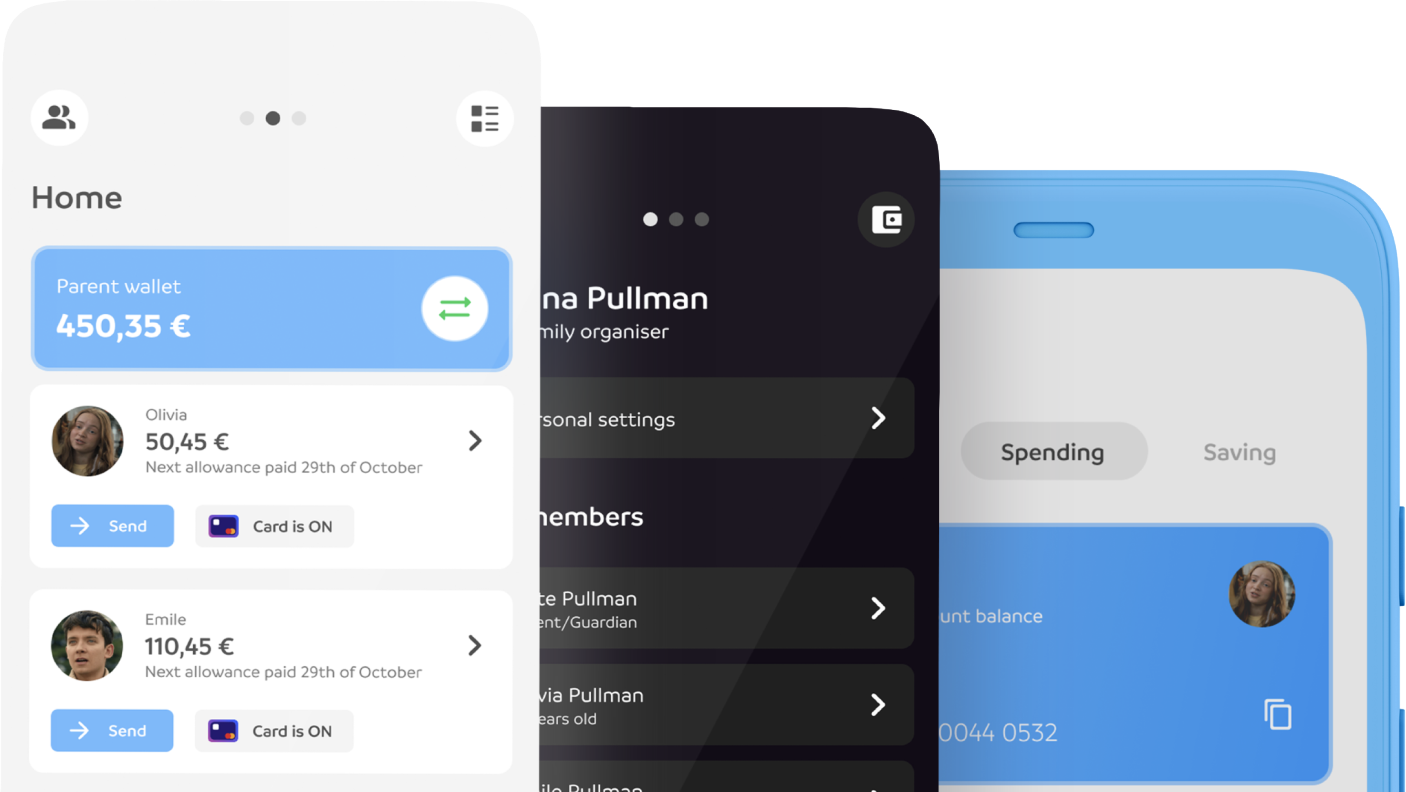 Home
Parent wallet
450,35 €
Olivia
50,45 €
Next allowance paid 29th of October
Send
Card is ON
Emile
110,45 €
Next allowance paid 29th of October
Send
Card is ON
na Pullman
mily organiser
rsonal settings
members
te Pullman
ent/Guardian
via Pullman
ears old
Pullman
Spending
Saving
unt balance
0044 0532